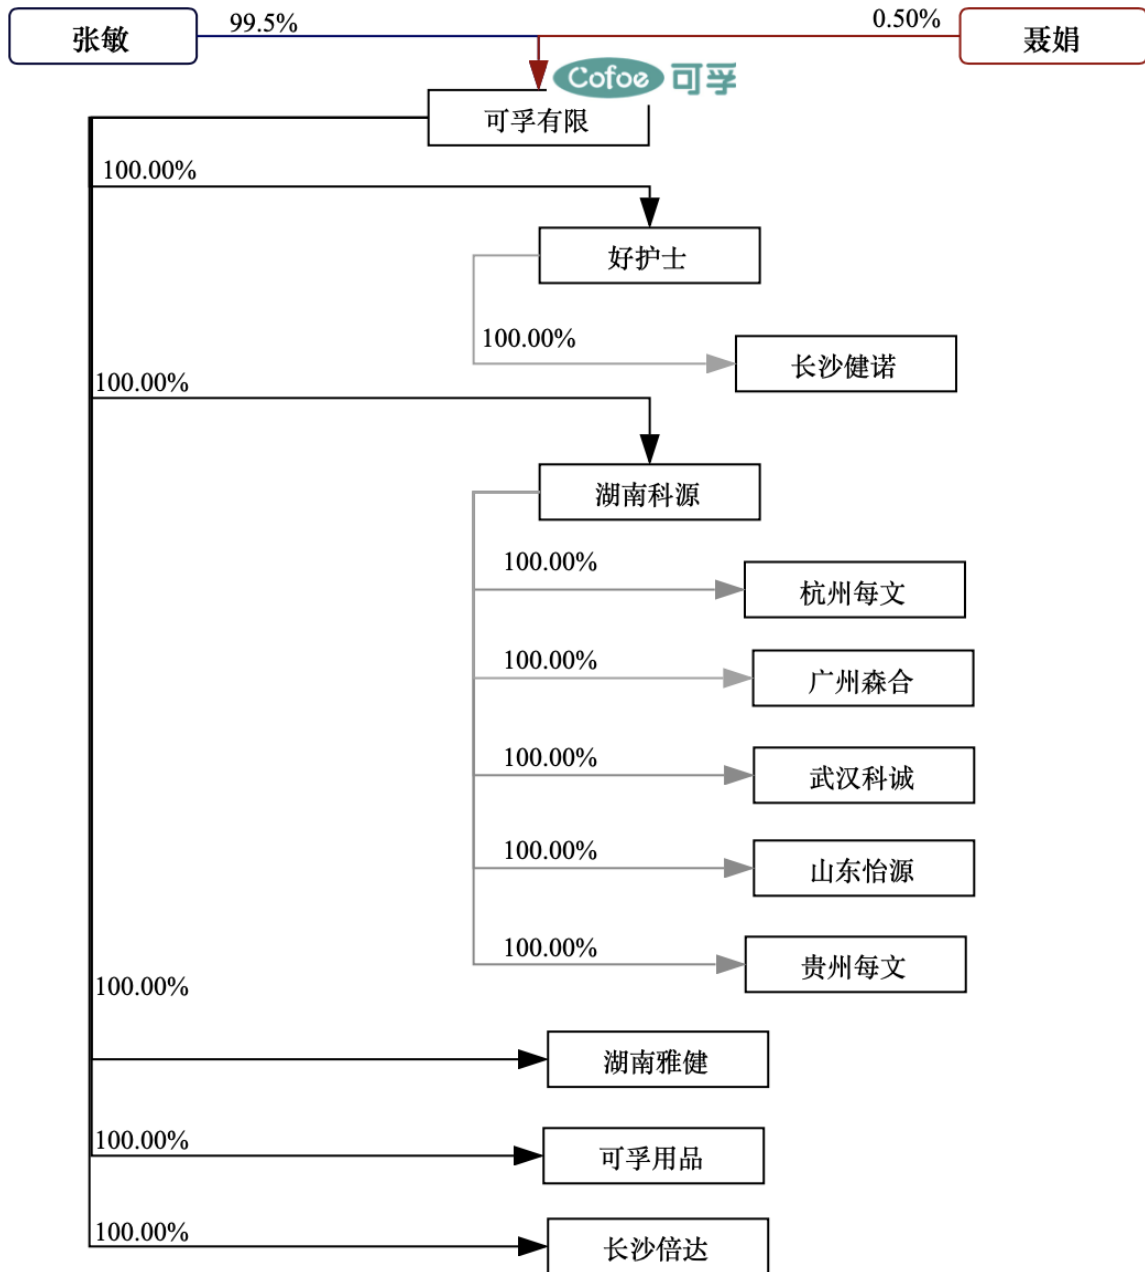 张敏
99.5%
0.50%
聂娟
Cofoe 可孚
可孚有限
100.00%
好护士
100.00%
长沙健诺
100.00%
湖南科源
100.00%
杭州每文
100.00%
广州森合
100.00%
武汉科诚
100.00%
山东怡源
100.00%
贵州每文
100.00%
湖南雅健
100.00%
可孚用品
100.00%
长沙倍达